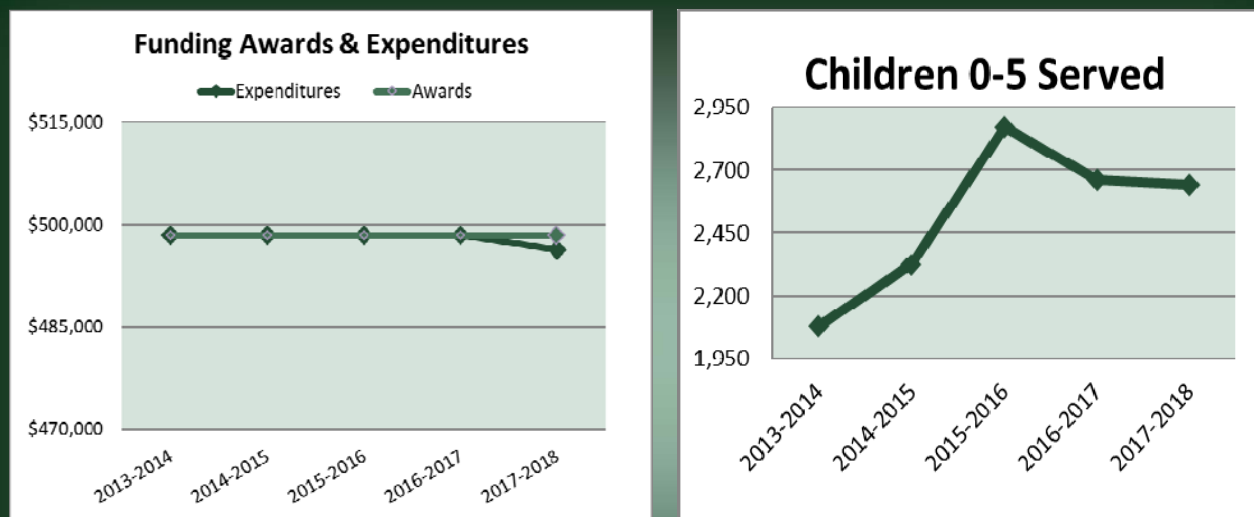 Funding Awards & Expenditures
Expenditures Awards
$515,000
$500,000
$485,000
$470,000
2013-2014 2014-2015 2015-2016 2016-2017 2017-2018
Children 0-5 Served
2,950
2,700
2,450
2,200
1,950
2013-2014 2014-2015 2015-2016 2016-2017 2017-2018